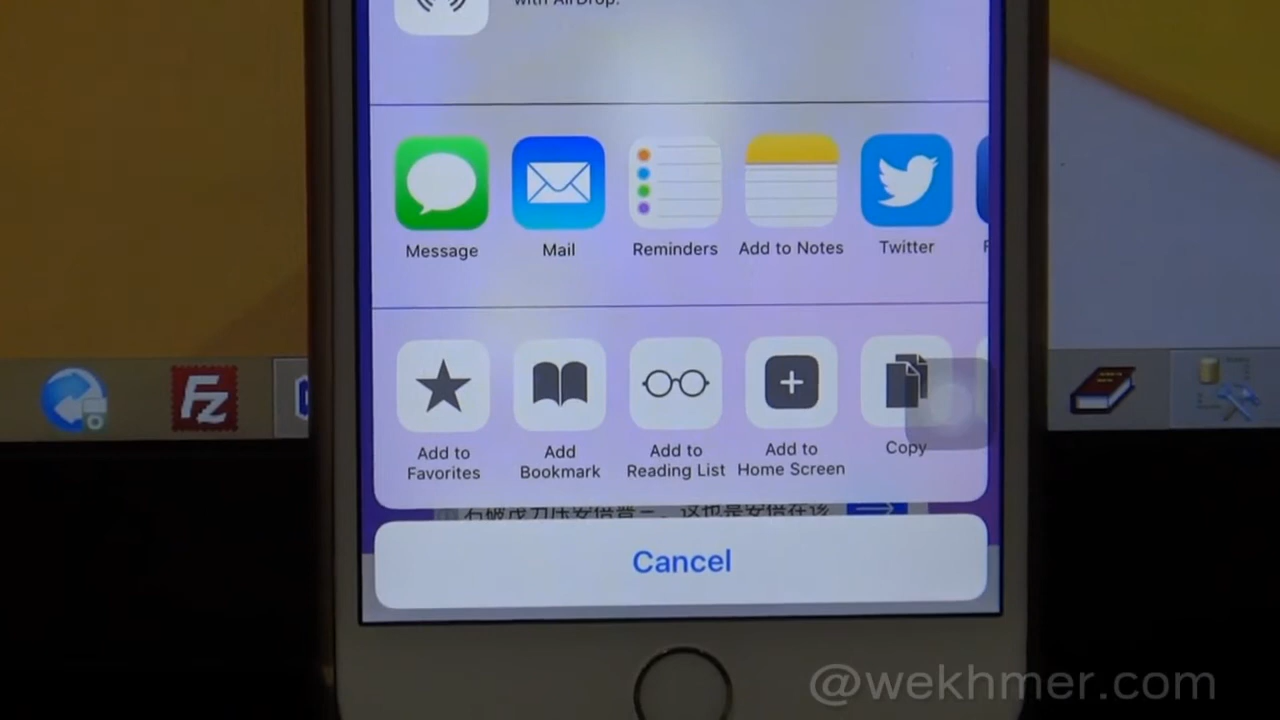 with AirDrop.
Message
Mail
Reminders
Add to Notes
Twitter
Add to
Favorites
Add
Bookmark
Add to
Reading List
Add to
Home Screen
Copy
Cancel
Fz
@wekhmer.com